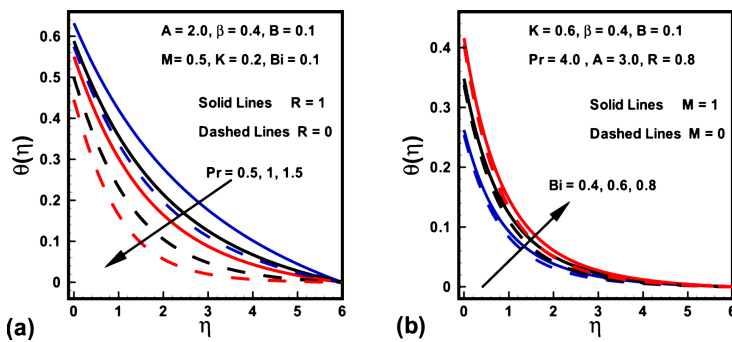 A = 2.0, β = 0.4, B = 0.1
M = 0.5, K = 0.2, Bi = 0.1
Solid Lines R = 1
Dashed Lines R = 0
Pr = 0.5, 1, 1.5
θ(η)
0.6
0.5
0.4
0.3
0.2
0.1
0
0 1 2 3 4 5 6
η
(a)
K = 0.6, β = 0.4, B = 0.1
Pr = 4.0 , A = 3.0, R = 0.8
Solid Lines M = 1
Dashed Lines M = 0
Bi = 0.4, 0.6, 0.8
θ(η)
0.4
0.3
0.2
0.1
0
0 1 2 3 4 5 6
η
(b)